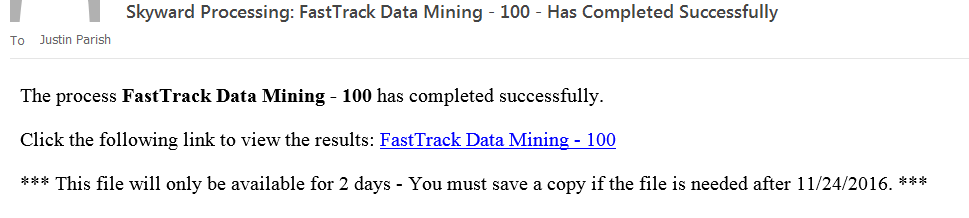 Skyward Processing: FastTrack Data Mining - 100 - Has Completed Successfully
To Justin Parish
The process FastTrack Data Mining - 100 has completed successfully.
Click the following link to view the results: FastTrack Data Mining - 100
*** This file will only be available for 2 days - You must save a copy if the file is needed after 11/24/2016. ***